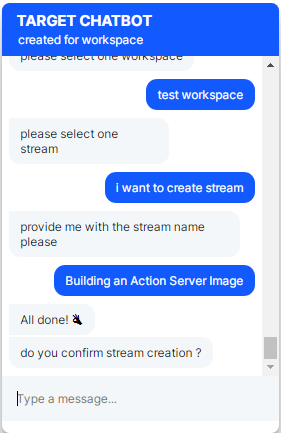 TARGET CHATBOT
created for workspace
please select one workspace
test workspace
please select one
stream
i want to create stream
provide me with the stream name
please
Building an Action Server Image
All done!
do you confirm stream creation ?
Type a message...